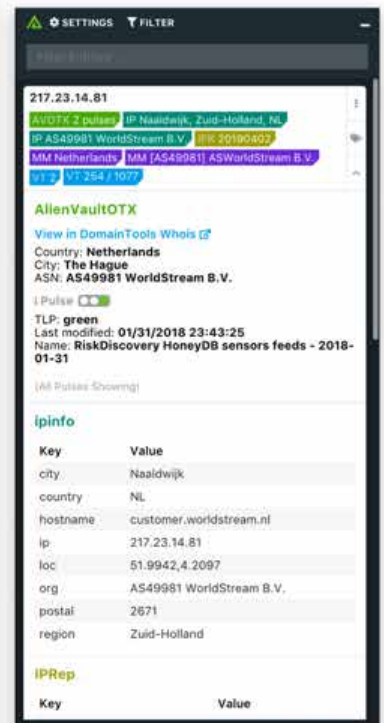 SETTINGS FILTER
Filter Entities
217.23.14.81
AVOTX 2 pulses IP Naaldwijk, Zuid-Holland, NL
IP AS49981 WorldStream B.V. IPR 20190402
MM Netherlands MM [AS49981] ASWorldStream B.V.
VT 2 VT 254 / 1077
AlienVaultOTX
View in DomainTools Whois
Country: Netherlands
City: The Hague
ASN: AS49981 WorldStream B.V.
1 Pulse
TLP: green
Last modified: 01/31/2018 23:43:25
Name: RiskDiscovery HoneyDB sensors feeds - 2018-
01-31
(All Pulses Showing)
ipinfo
Key Value
city Naaldwijk
country NL
hostname customer.worldstream.nl
ip 217.23.14.81
loc 51.9942,4.2097
org AS49981 WorldStream B.V.
postal 2671
region Zuid-Holland
IPRep
Key Value